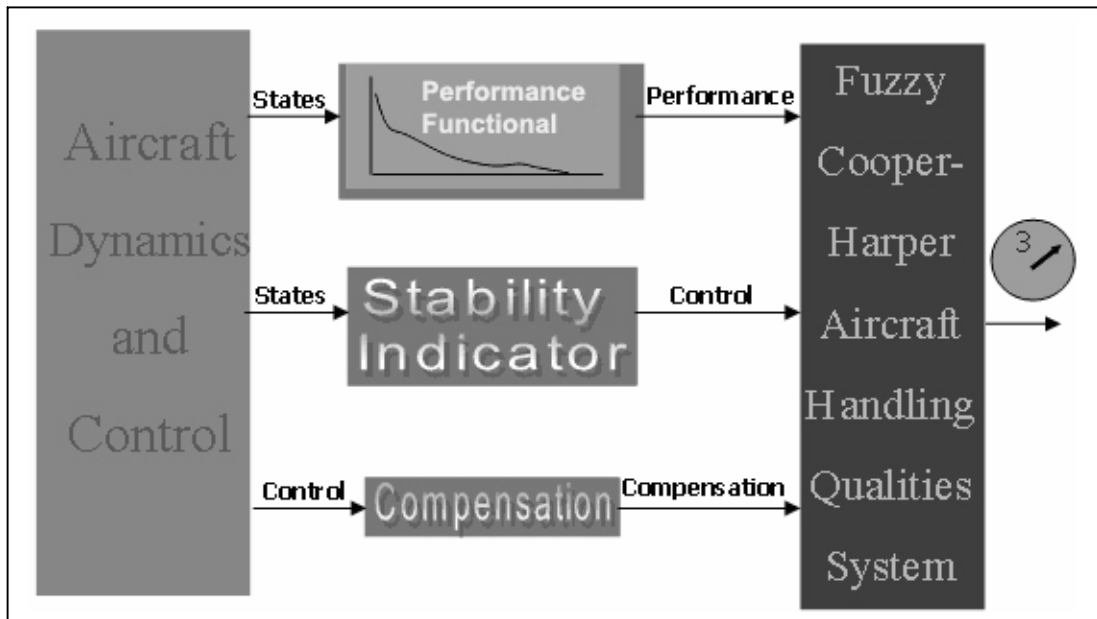 Aircraft
Dynamics
and
Control
States
Performance
Functional
Performance
States
Stability
Indicator
Control
Control
Compensation
Compensation
Fuzzy
Cooper-
Harper
Aircraft
Handling
Qualities
System
3